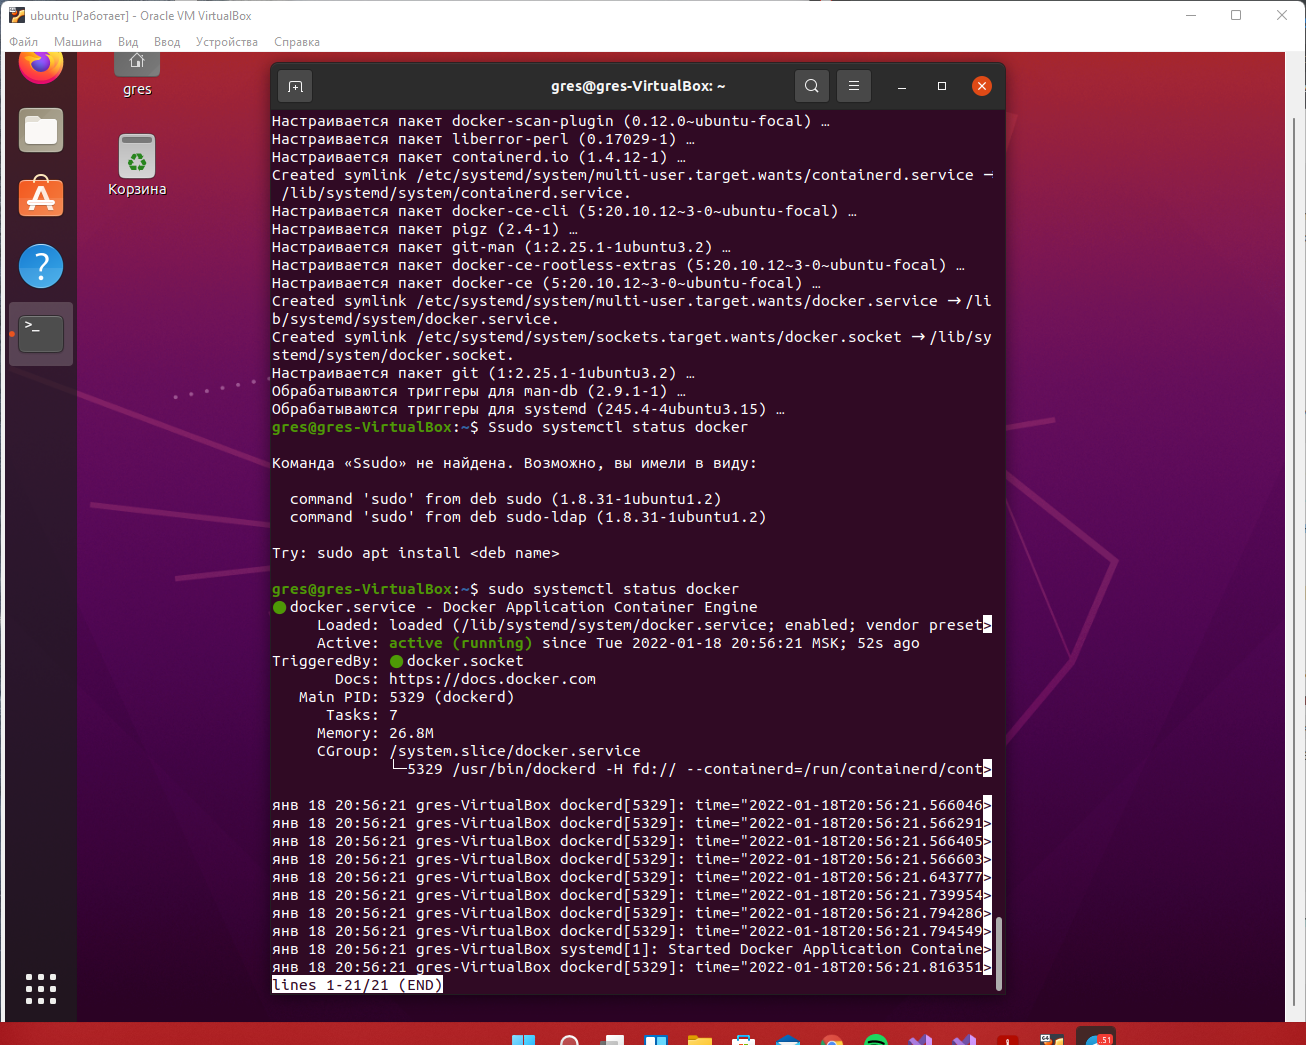 ubuntu [Работает] - Oracle VM VirtualBox
Файл Машина Вид Ввод Устройства Справка
gres
Корзина
gres@gres-VirtualBox: ~
Настраивается пакет docker-scan-plugin (0.12.0~ubuntu-focal) …
Настраивается пакет liberror-perl (0.17029-1) …
Настраивается пакет containerd.io (1.4.12-1) …
Created symlink /etc/systemd/system/multi-user.target.wants/containerd.service →
 /lib/systemd/system/containerd.service.
Настраивается пакет docker-ce-cli (5:20.10.12~3-0~ubuntu-focal) …
Настраивается пакет pigz (2.4-1) …
Настраивается пакет git-man (1:2.25.1-1ubuntu3.2) …
Настраивается пакет docker-ce-rootless-extras (5:20.10.12~3-0~ubuntu-focal) …
Настраивается пакет docker-ce (5:20.10.12~3-0~ubuntu-focal) …
Created symlink /etc/systemd/system/multi-user.target.wants/docker.service → /li
b/systemd/system/docker.service.
Created symlink /etc/systemd/system/sockets.target.wants/docker.socket → /lib/sy
stemd/system/docker.socket.
Настраивается пакет git (1:2.25.1-1ubuntu3.2) …
Обрабатываются триггеры для man-db (2.9.1-1) …
Обрабатываются триггеры для systemd (245.4-4ubuntu3.15) …
gres@gres-VirtualBox:~$ Ssudo systemctl status docker
Команда «Ssudo» не найдена. Возможно, вы имели в виду:
  command 'sudo' from deb sudo (1.8.31-1ubuntu1.2)
  command 'sudo' from deb sudo-ldap (1.8.31-1ubuntu1.2)
Try: sudo apt install <deb name>
gres@gres-VirtualBox:~$ sudo systemctl status docker
● docker.service - Docker Application Container Engine
     Loaded: loaded (/lib/systemd/system/docker.service; enabled; vendor preset>
     Active: active (running) since Tue 2022-01-18 20:56:21 MSK; 52s ago
TriggeredBy: ● docker.socket
       Docs: https://docs.docker.com
   Main PID: 5329 (dockerd)
      Tasks: 7
     Memory: 26.8M
     CGroup: /system.slice/docker.service
             └─5329 /usr/bin/dockerd -H fd:// --containerd=/run/containerd/cont>
янв 18 20:56:21 gres-VirtualBox dockerd[5329]: time="2022-01-18T20:56:21.566046>
янв 18 20:56:21 gres-VirtualBox dockerd[5329]: time="2022-01-18T20:56:21.566291>
янв 18 20:56:21 gres-VirtualBox dockerd[5329]: time="2022-01-18T20:56:21.566405>
янв 18 20:56:21 gres-VirtualBox dockerd[5329]: time="2022-01-18T20:56:21.566603>
янв 18 20:56:21 gres-VirtualBox dockerd[5329]: time="2022-01-18T20:56:21.643777>
янв 18 20:56:21 gres-VirtualBox dockerd[5329]: time="2022-01-18T20:56:21.739954>
янв 18 20:56:21 gres-VirtualBox dockerd[5329]: time="2022-01-18T20:56:21.794286>
янв 18 20:56:21 gres-VirtualBox dockerd[5329]: time="2022-01-18T20:56:21.794549>
янв 18 20:56:21 gres-VirtualBox systemd[1]: Started Docker Application Containe>
янв 18 20:56:21 gres-VirtualBox dockerd[5329]: time="2022-01-18T20:56:21.816351>
lines 1-21/21 (END)